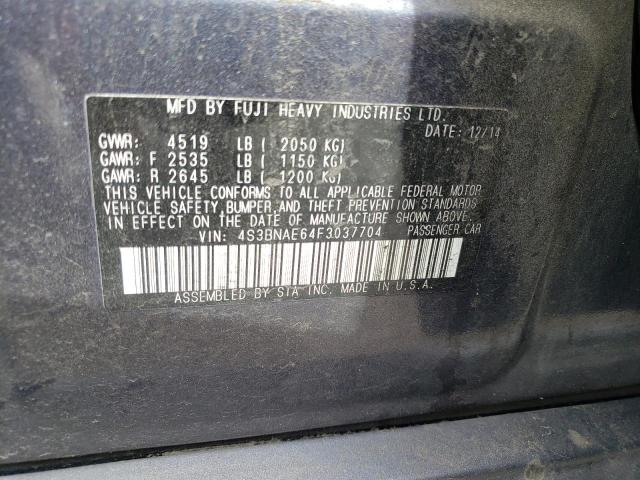 MFD BY FUJI HEAVY INDUSTRIES LTD.
DATE: 12/14
GVWR: 4519 LB ( 2050 KG)
GAWR: F 2535 LB ( 1150 KG)
GAWR: R 2645 LB ( 1200 KG)
THIS VEHICLE CONFORMS TO ALL APPLICABLE FEDERAL MOTOR
VEHICLE SAFETY, BUMPER, AND THEFT PREVENTION STANDARDS
IN EFFECT ON THE DATE OF MANUFACTURE SHOWN ABOVE.
VIN: 4S3BNAE64F3037704 PASSENGER CAR
ASSEMBLED BY SIA INC. MADE IN U.S.A.